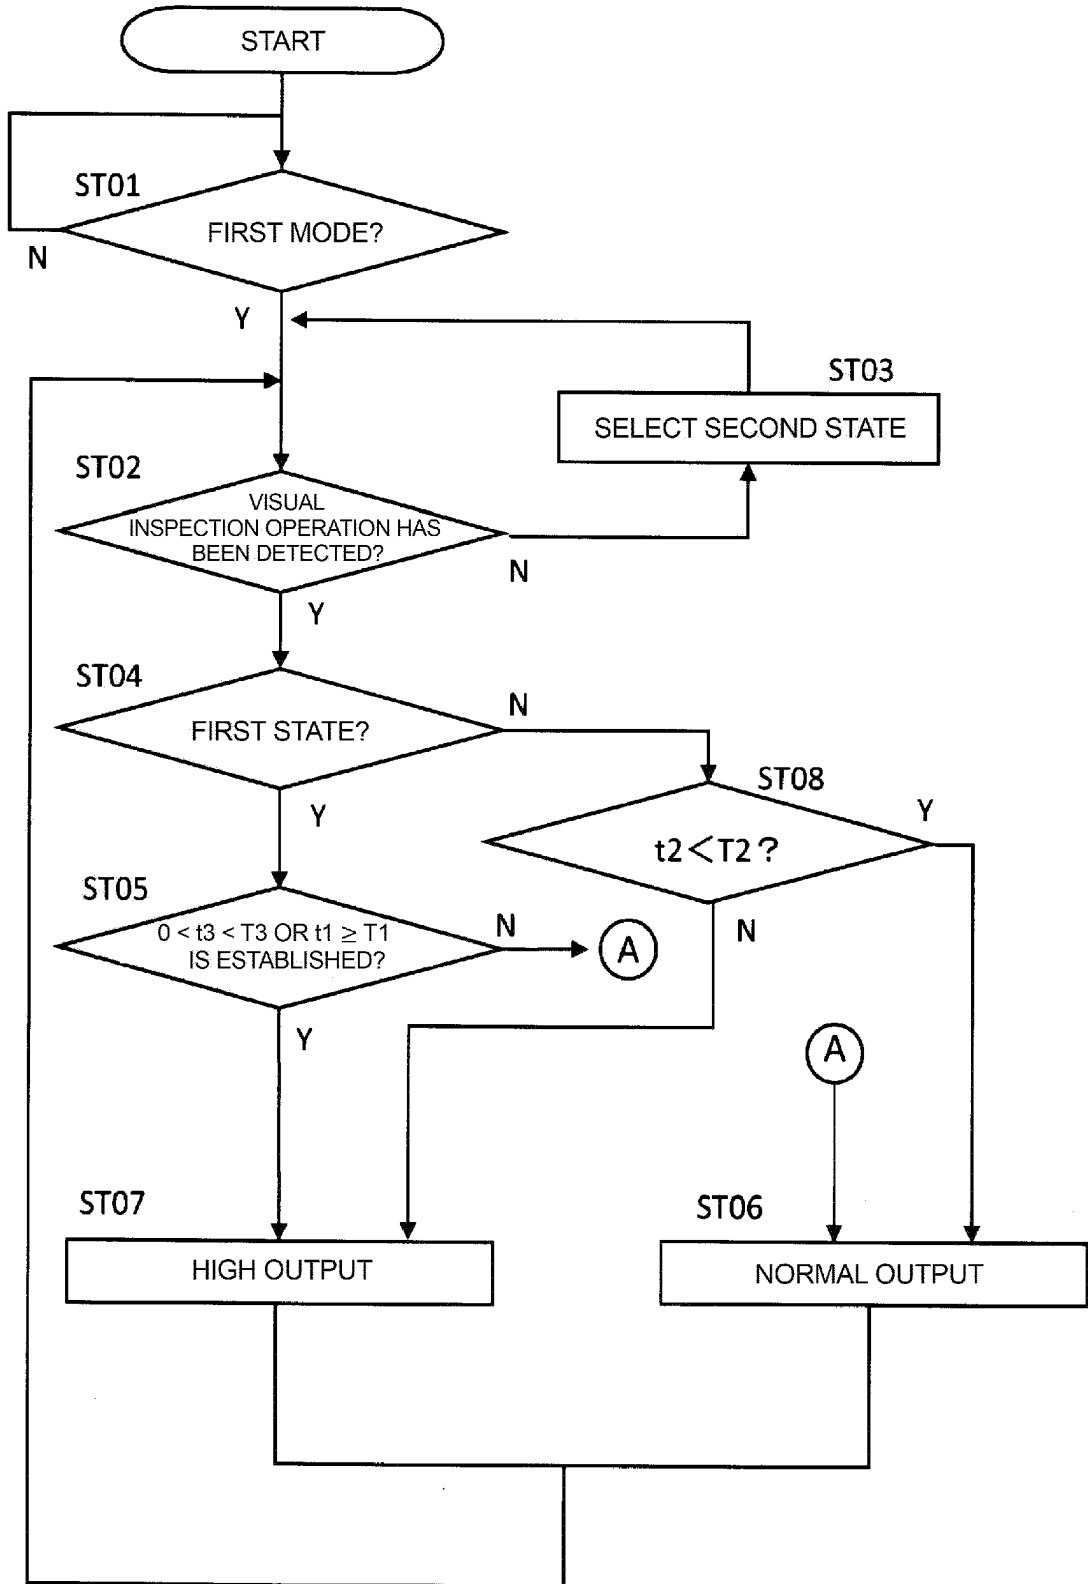 START
ST01
FIRST MODE?
N
Y
ST03
SELECT SECOND STATE
ST02
VISUAL
INSPECTION OPERATION HAS
BEEN DETECTED?
N
Y
ST04
FIRST STATE?
N
Y
ST08
t2<T2?
Y
N
ST05
0 < t3 < T3 OR t1 ≥ T1
IS ESTABLISHED?
N
A
Y
A
ST07
HIGH OUTPUT
ST06
NORMAL OUTPUT